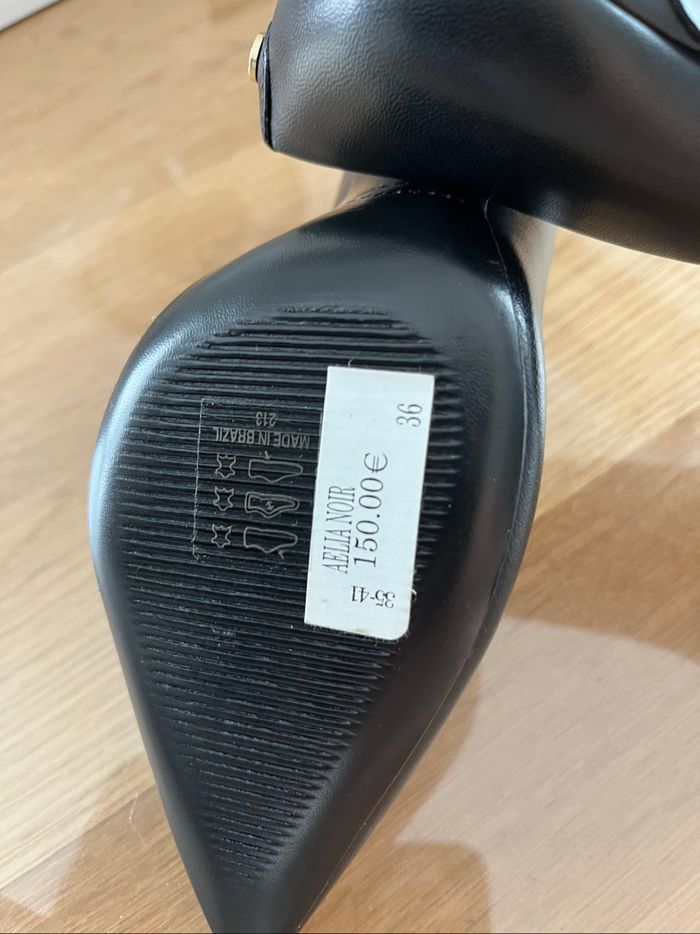 AELIA NOIR
150.00€
36
35-41
MADE IN BRAZIL
213